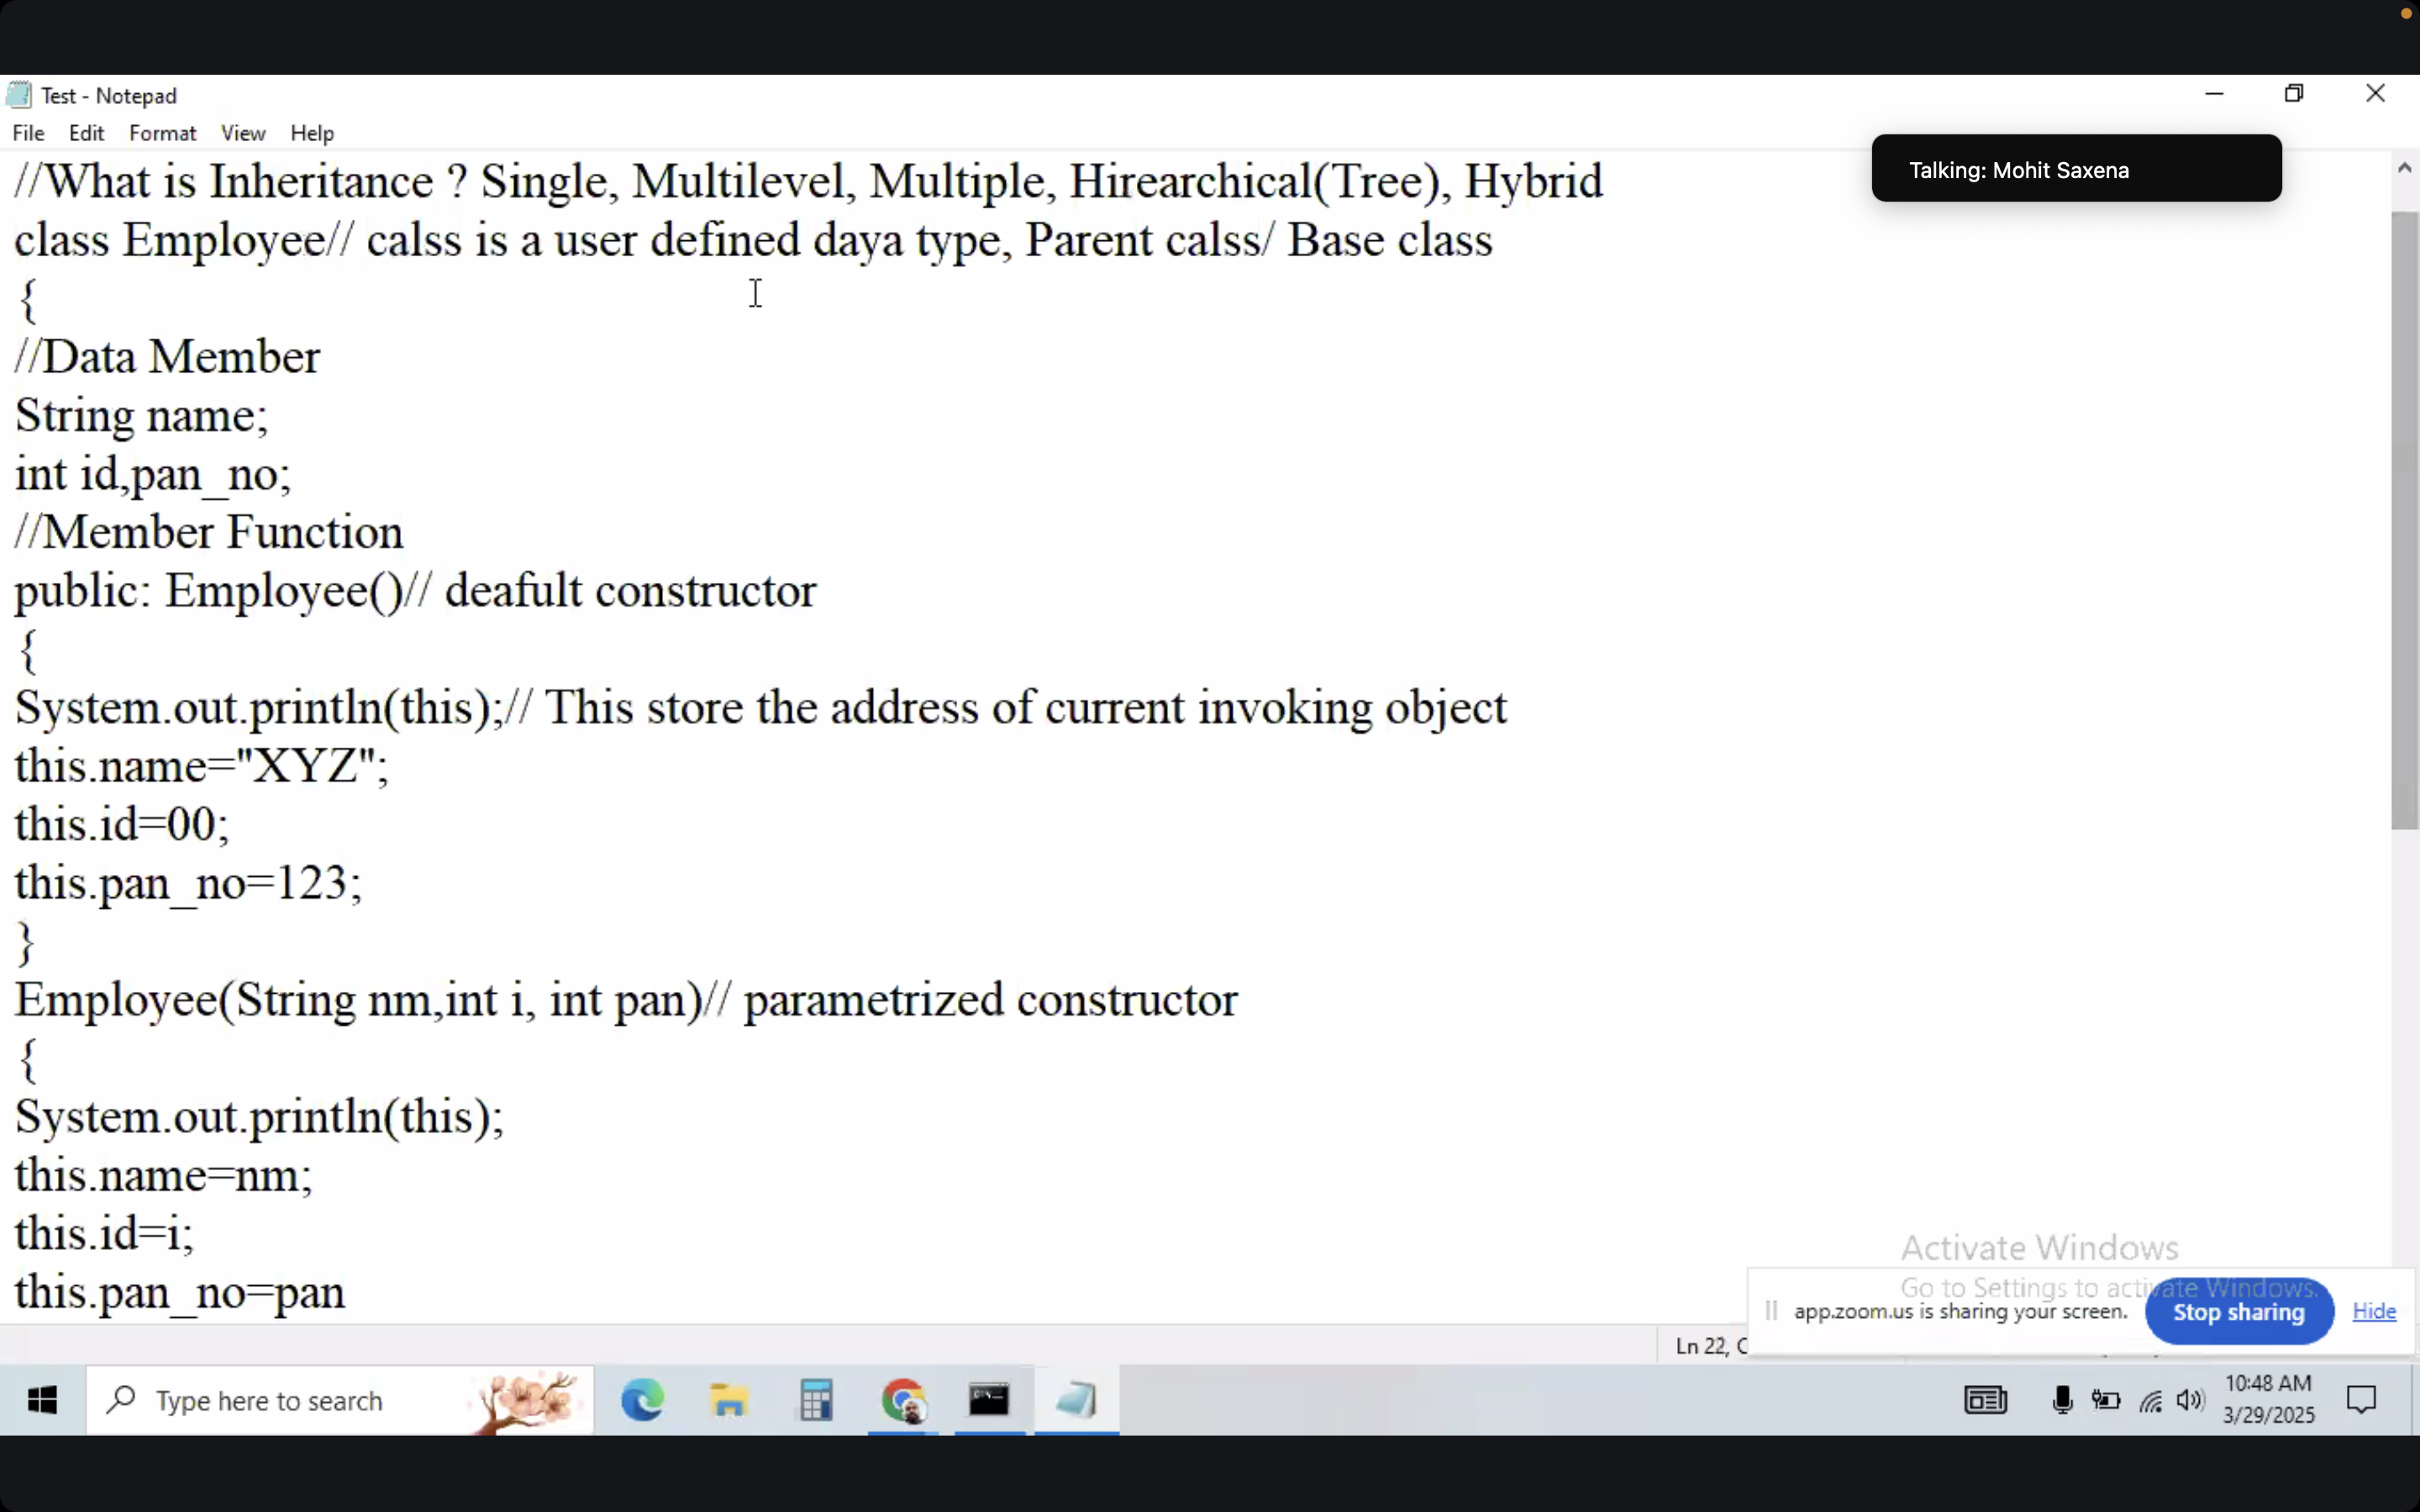 Test - Notepad
File Edit Format View Help
Talking: Mohit Saxena
//What is Inheritance ? Single, Multilevel, Multiple, Hirearchical(Tree), Hybrid
class Employee// calss is a user defined daya type, Parent calss/ Base class
{
//Data Member
String name;
int id,pan_no;
//Member Function
public: Employee()// deafult constructor
{
System.out.println(this);// This store the address of current invoking object
this.name="XYZ";
this.id=00;
this.pan_no=123;
}
Employee(String nm,int i, int pan)// parametrized constructor
{
System.out.println(this);
this.name=nm;
this.id=i;
this.pan_no=pan
Activate Windows
Go to Settings to activate Windows.
app.zoom.us is sharing your screen. Stop sharing Hide
Ln 22, C
Type here to search
10:48 AM
3/29/2025